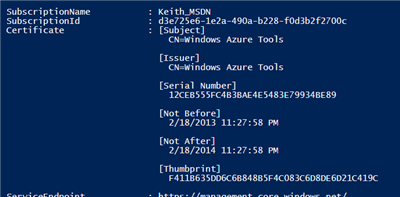 SubscriptionName : Keith_MSDN
SubscriptionId : d3e725e6-1e2a-490a-b228-f0d3b2f2700c
Certificate : [Subject]
CN=Windows Azure Tools
[Issuer]
CN=Windows Azure Tools
[Serial Number]
12CEB555FC4B3BAE4E5483E79934BE89
[Not Before]
2/18/2013 11:27:58 PM
[Not After]
2/18/2014 11:27:58 PM
[Thumbprint]
F411B635DD6C6B848B5F4C083C6D8DE6D21C419C
ServiceEndpoint : https://management.core.windows.net/